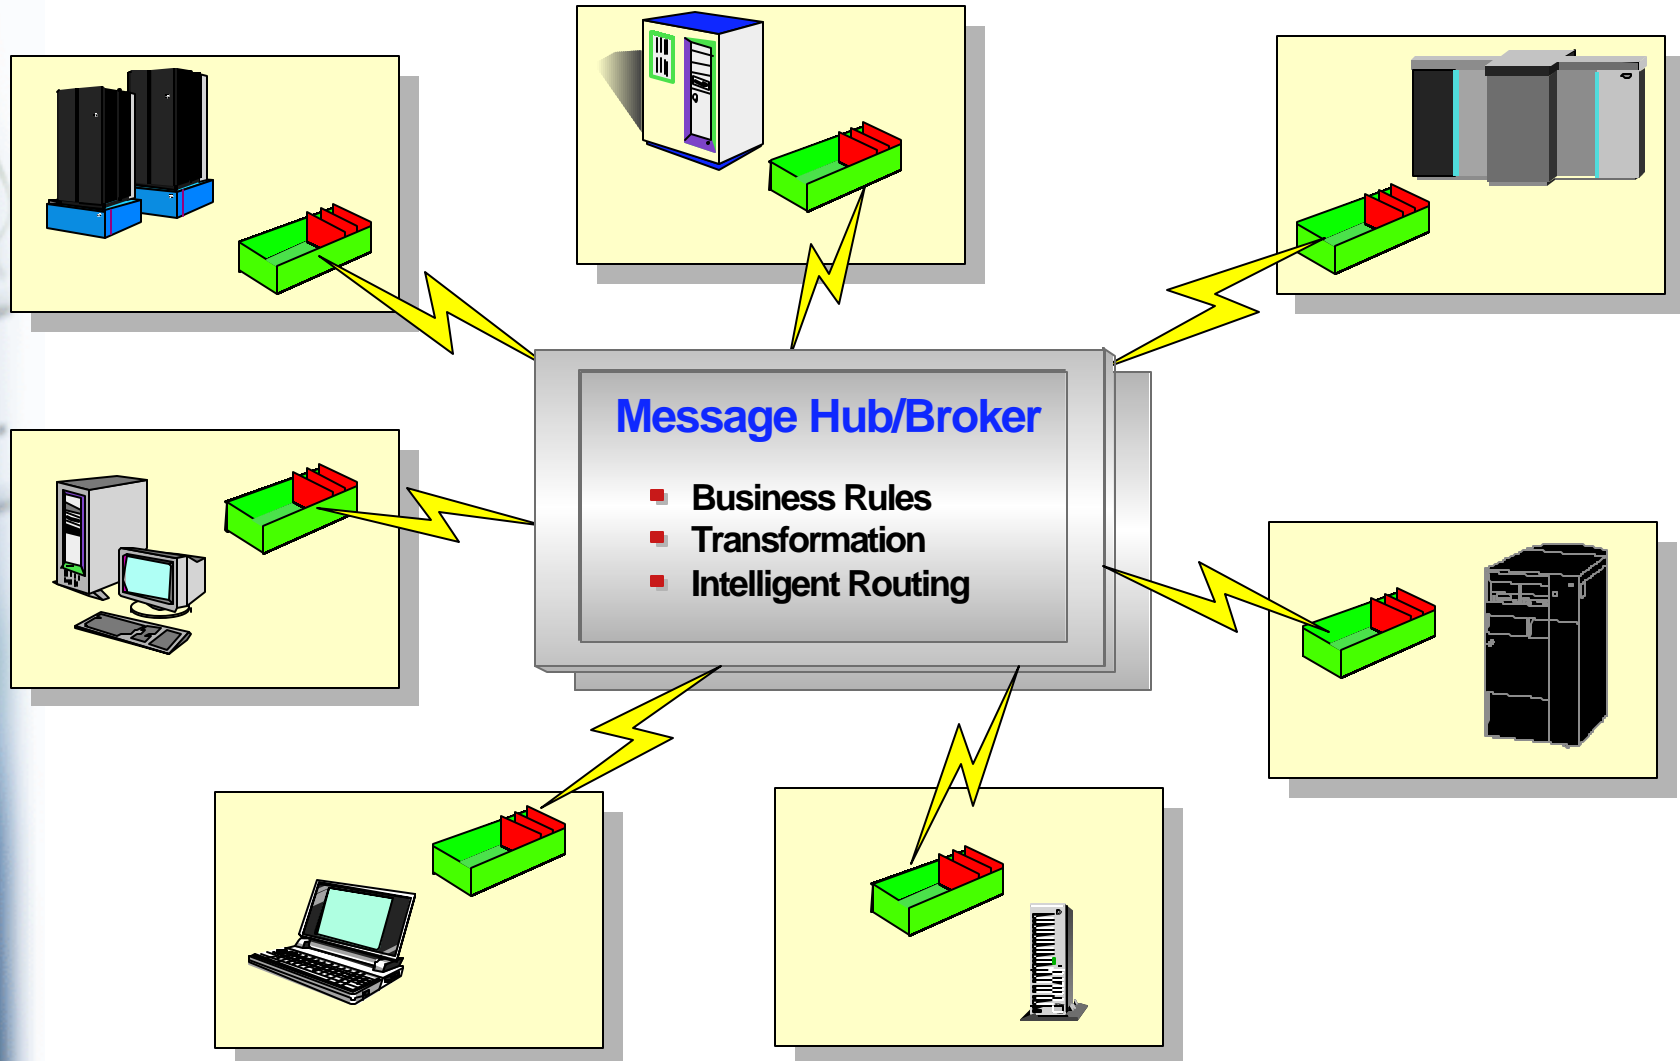 Message Hub/Broker
Business Rules
Transformation
Intelligent Routing